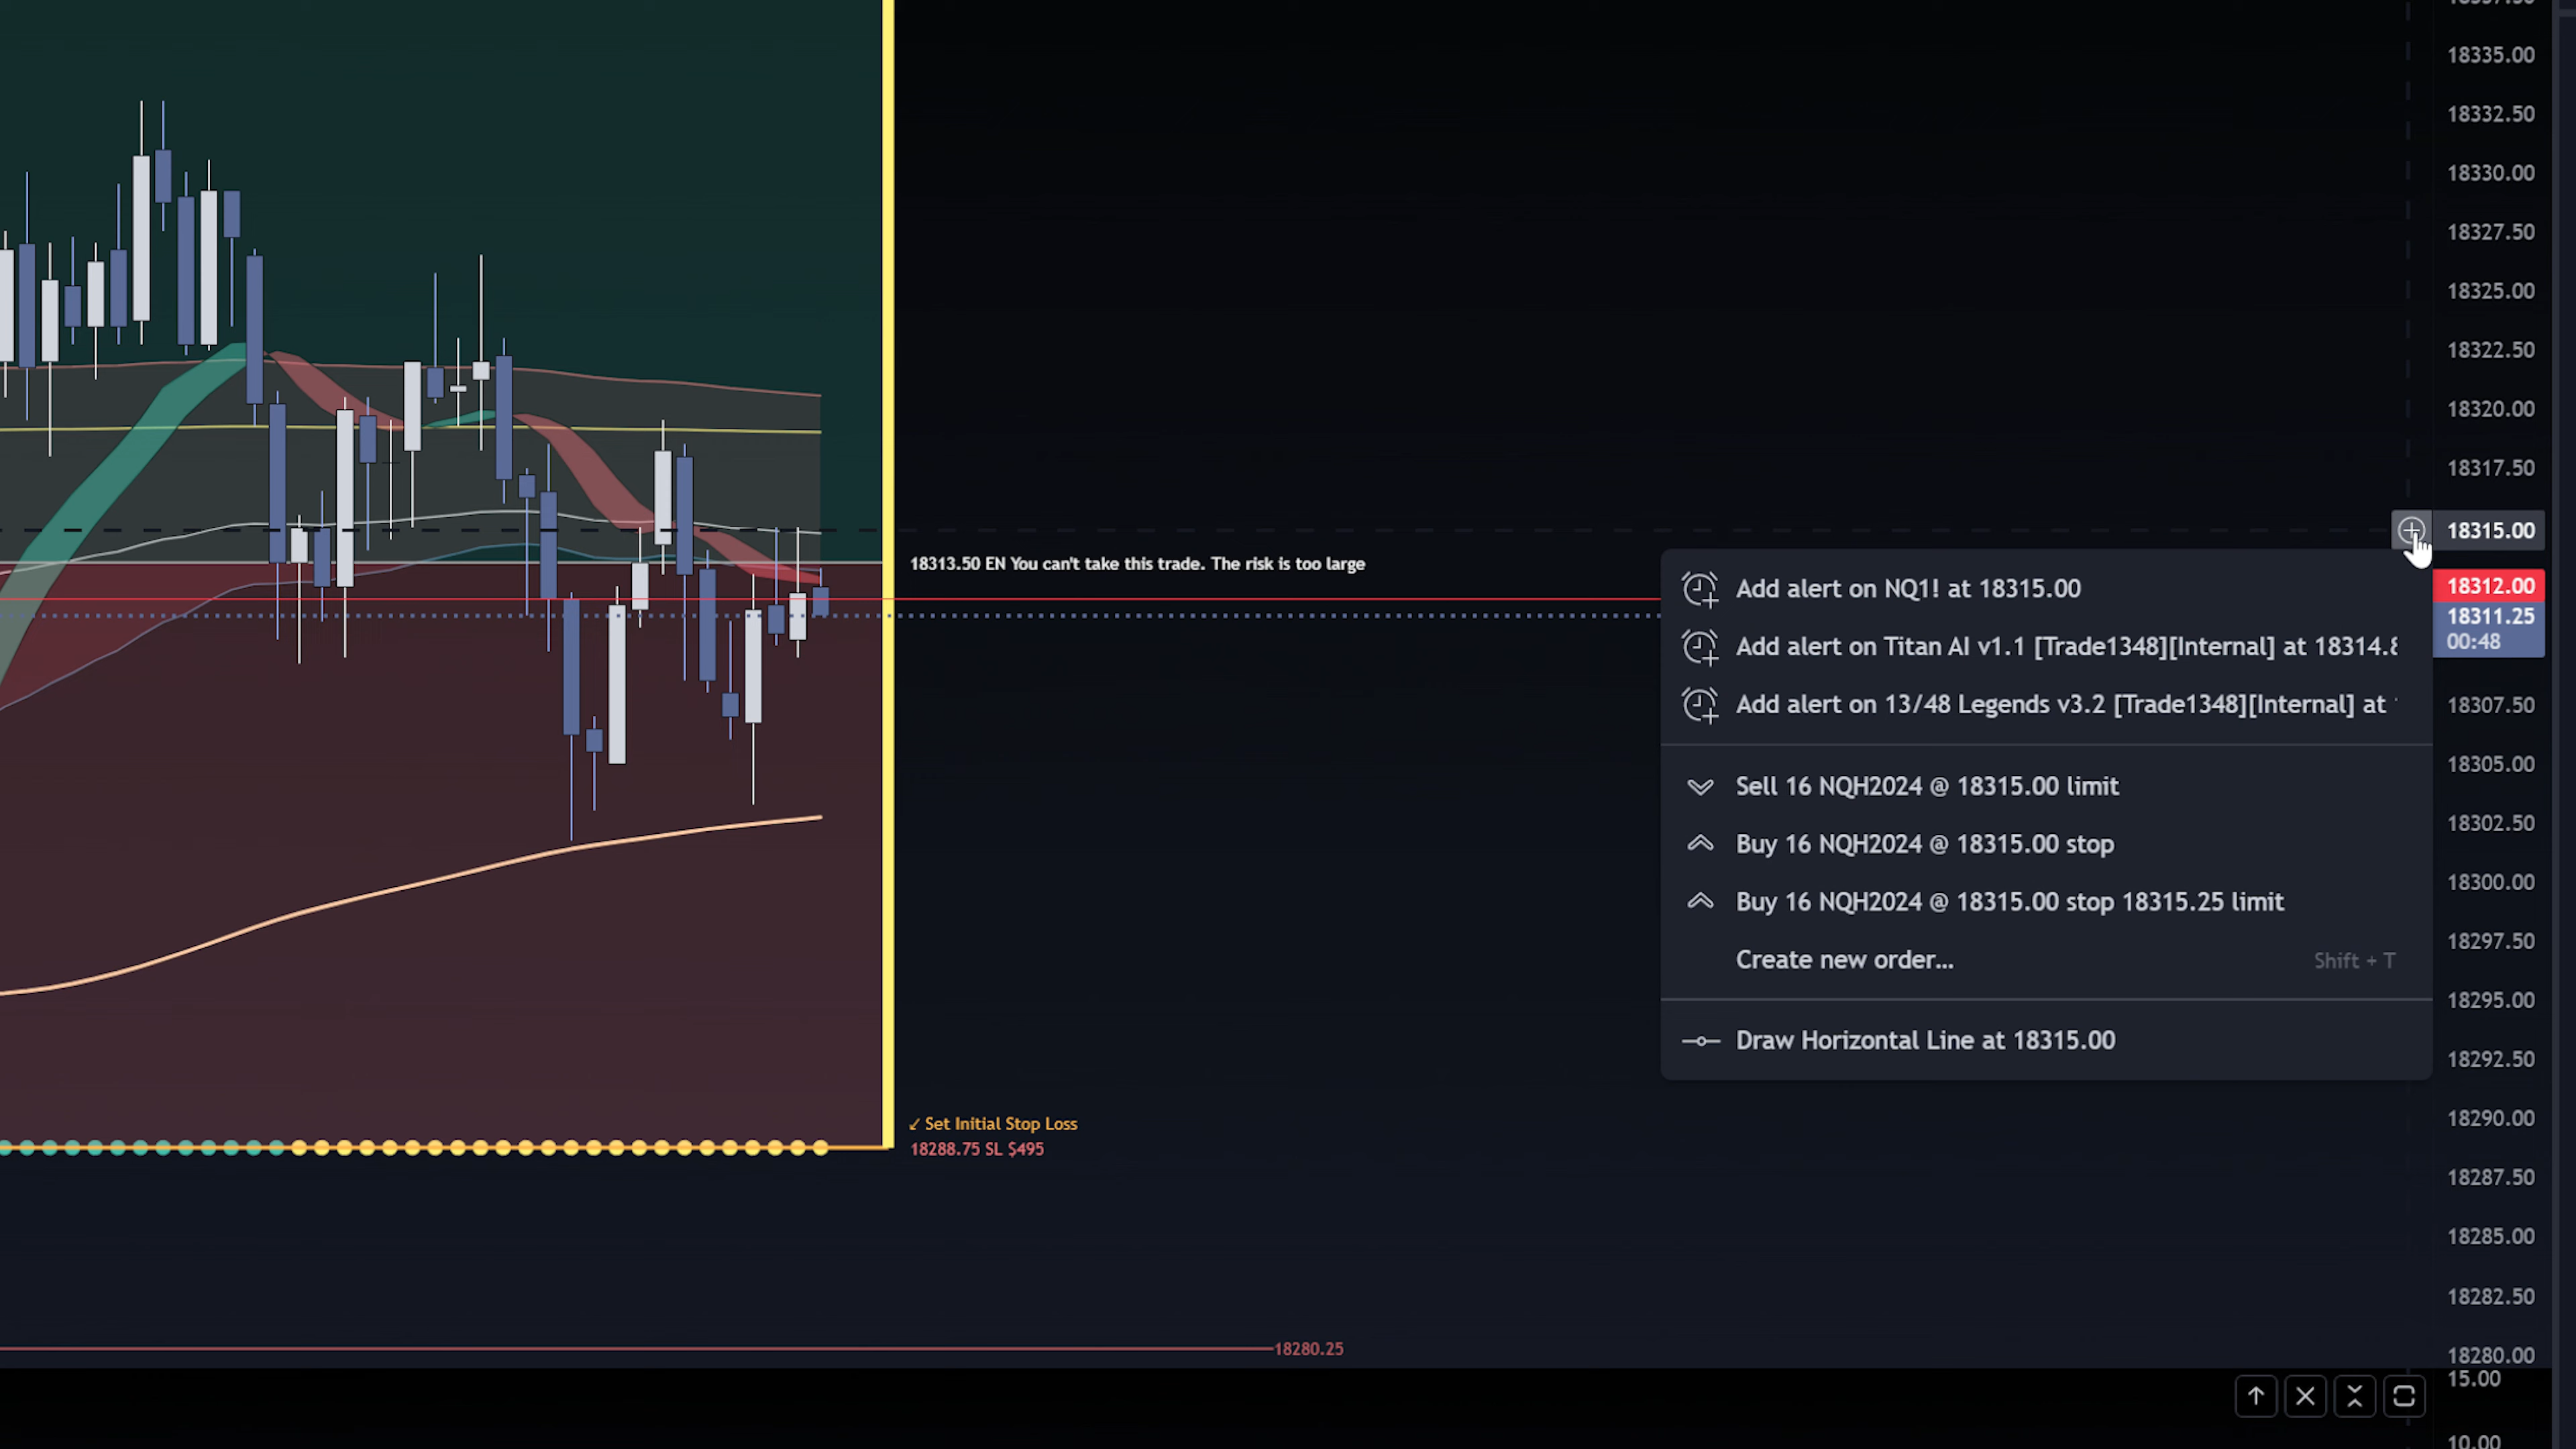 18335.00
18332.50
18330.00
18327.50
18325.00
18322.50
18320.00
18317.50
18315.00
18313.50 EN You can't take this trade. The risk is too large
18312.00
18311.25
00:48
Add alert on NQ1! at 18315.00
Add alert on Titan AI v1.1 [Trade1348][Internal] at 18314.8
Add alert on 13/48 Legends v3.2 [Trade1348][Internal] at
Sell 16 NQH2024 @ 18315.00 limit
Buy 16 NQH2024 @ 18315.00 stop
Buy 16 NQH2024 @ 18315.00 stop 18315.25 limit
Create new order... Shift + T
Draw Horizontal Line at 18315.00
18307.50
18305.00
18302.50
18300.00
18297.50
18295.00
18292.50
18290.00
18287.50
18285.00
18282.50
18280.00
15.00
10.00
↙ Set Initial Stop Loss
18288.75 SL $495
18280.25